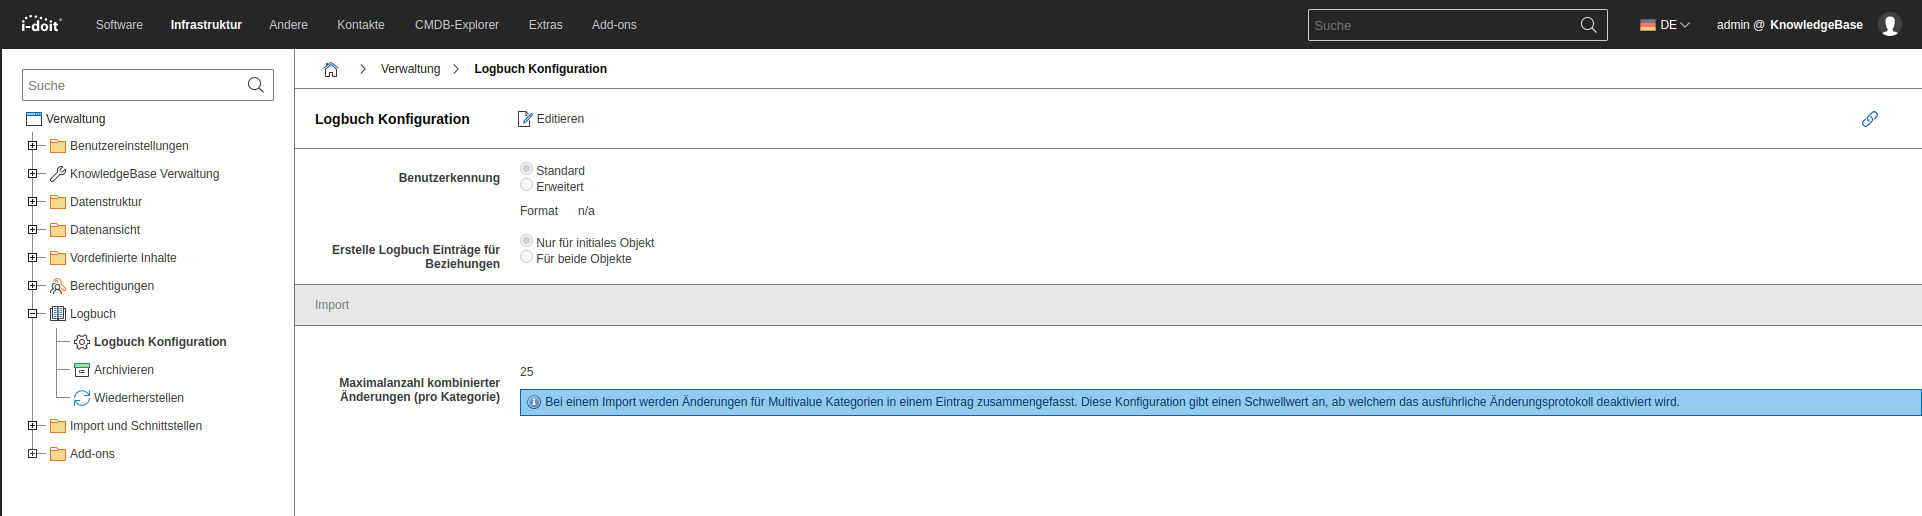 i-doit
Software
Infrastruktur
Andere
Kontakte
CMDB-Explorer
Extras
Add-ons
Suche
DE
admin @ KnowledgeBase
Suche
Verwaltung
Benutzereinstellungen
KnowledgeBase Verwaltung
Datenstruktur
Datenansicht
Vordefinierte Inhalte
Berechtigungen
Logbuch
Logbuch Konfiguration
Archivieren
Wiederherstellen
Import und Schnittstellen
Add-ons
Verwaltung
Logbuch Konfiguration
Logbuch Konfiguration
Editieren
Benutzerkennung
Standard
Erweitert
Format n/a
Erstelle Logbuch Einträge für
Beziehungen
Nur für initiales Objekt
Für beide Objekte
Import
Maximalanzahl kombinierter
Änderungen (pro Kategorie)
25
Bei einem Import werden Änderungen für Multivalue Kategorien in einem Eintrag zusammengefasst. Diese Konfiguration gibt einen Schwellwert an, ab welchem das ausführliche Änderungsprotokoll deaktiviert wird.